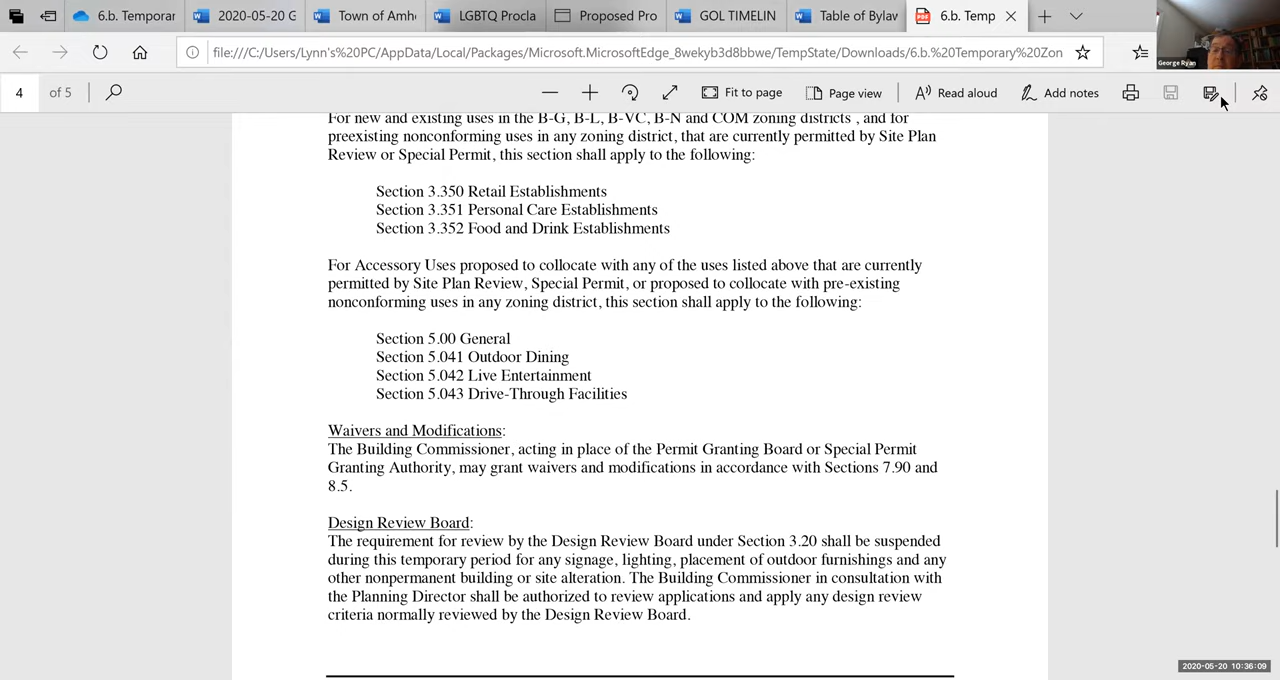 6.b. Temporar
2020-05-20 G
Town of Amh
LGBTQ Procla
Proposed Pro
GOL TIMELIN
Table of Bylav
6.b. Temp
file:///C:/Users/Lynn's%20PC/AppData/Local/Packages/Microsoft.MicrosoftEdge_8wekyb3d8bbwe/TempState/Downloads/6.b.%20Temporary%20Zon
George Ryan
4 of 5
Fit to page
Page view
Read aloud
Add notes
For new and existing uses in the B-G, B-L, B-VC, B-N and COM zoning districts , and for
preexisting nonconforming uses in any zoning district, that are currently permitted by Site Plan
Review or Special Permit, this section shall apply to the following:
Section 3.350 Retail Establishments
Section 3.351 Personal Care Establishments
Section 3.352 Food and Drink Establishments
For Accessory Uses proposed to collocate with any of the uses listed above that are currently
permitted by Site Plan Review, Special Permit, or proposed to collocate with pre-existing
nonconforming uses in any zoning district, this section shall apply to the following:
Section 5.00 General
Section 5.041 Outdoor Dining
Section 5.042 Live Entertainment
Section 5.043 Drive-Through Facilities
Waivers and Modifications:
The Building Commissioner, acting in place of the Permit Granting Board or Special Permit
Granting Authority, may grant waivers and modifications in accordance with Sections 7.90 and
8.5.
Design Review Board:
The requirement for review by the Design Review Board under Section 3.20 shall be suspended
during this temporary period for any signage, lighting, placement of outdoor furnishings and any
other nonpermanent building or site alteration. The Building Commissioner in consultation with
the Planning Director shall be authorized to review applications and apply any design review
criteria normally reviewed by the Design Review Board.
2020-05-20 10:36:09